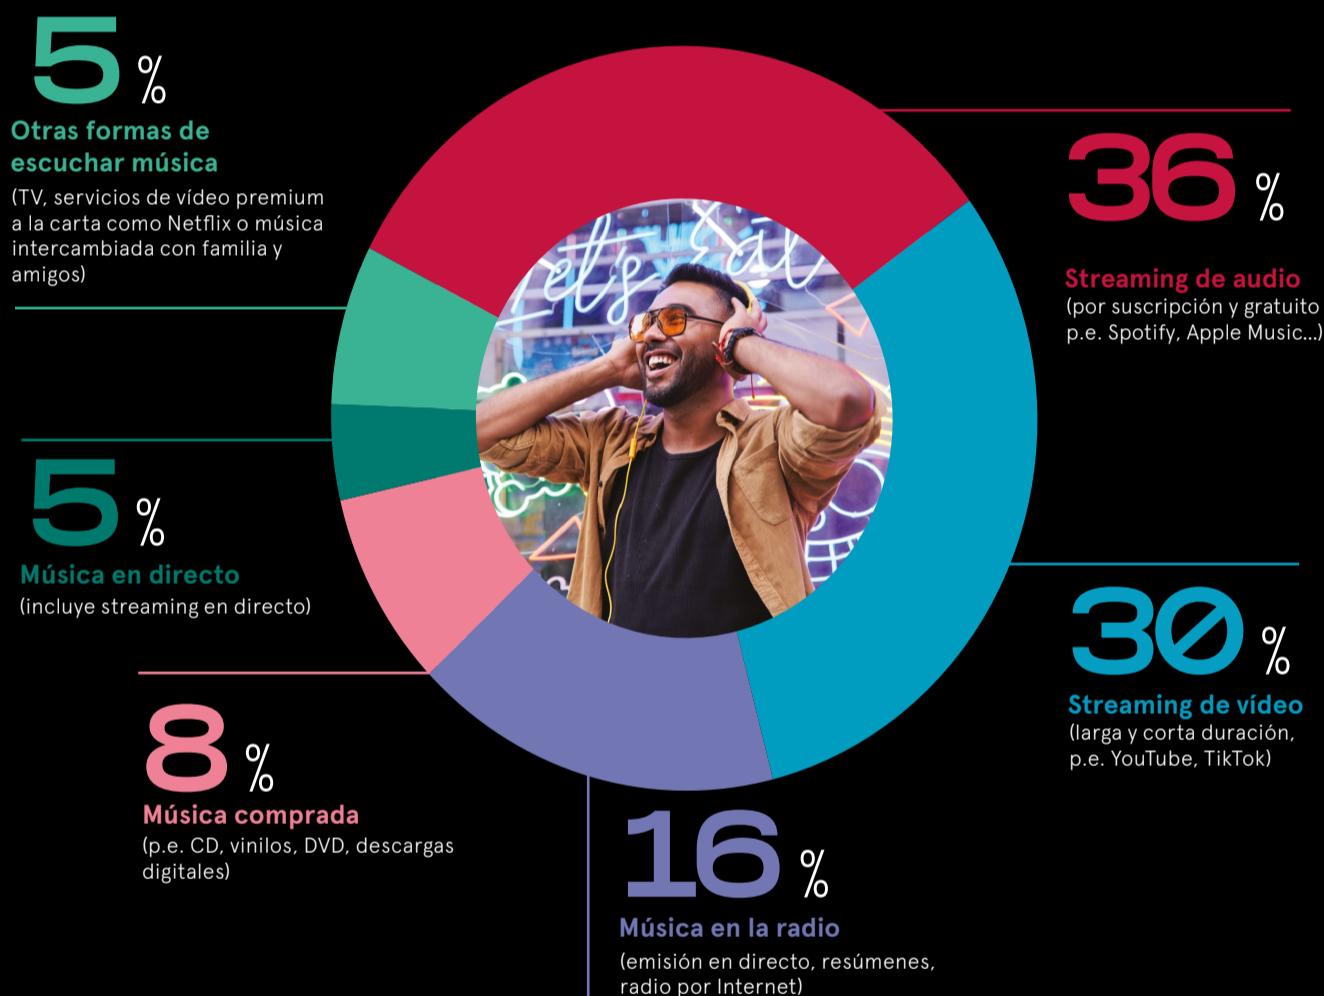 5 %
Otras formas de
escuchar música
(TV, servicios de vídeo premium
a la carta como Netflix o música
intercambiada con familia y
amigos)
36 %
Streaming de audio
(por suscripción y gratuito
p.e. Spotify, Apple Music...)
Let's Eat
5 %
Música en directo
(incluye streaming en directo)
30 %
Streaming de vídeo
(larga y corta duración,
p.e. YouTube, TikTok)
8 %
Música comprada
(p.e. CD, vinilos, DVD, descargas
digitales)
16 %
Música en la radio
(emisión en directo, resúmenes,
radio por Internet)